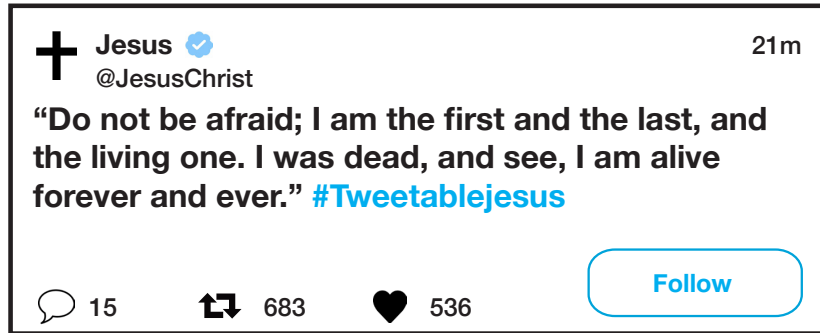 Jesus 21m
@JesusChrist
“Do not be afraid; I am the first and the last, and
the living one. I was dead, and see, I am alive
forever and ever.” #Tweetablejesus
15 683 536 Follow